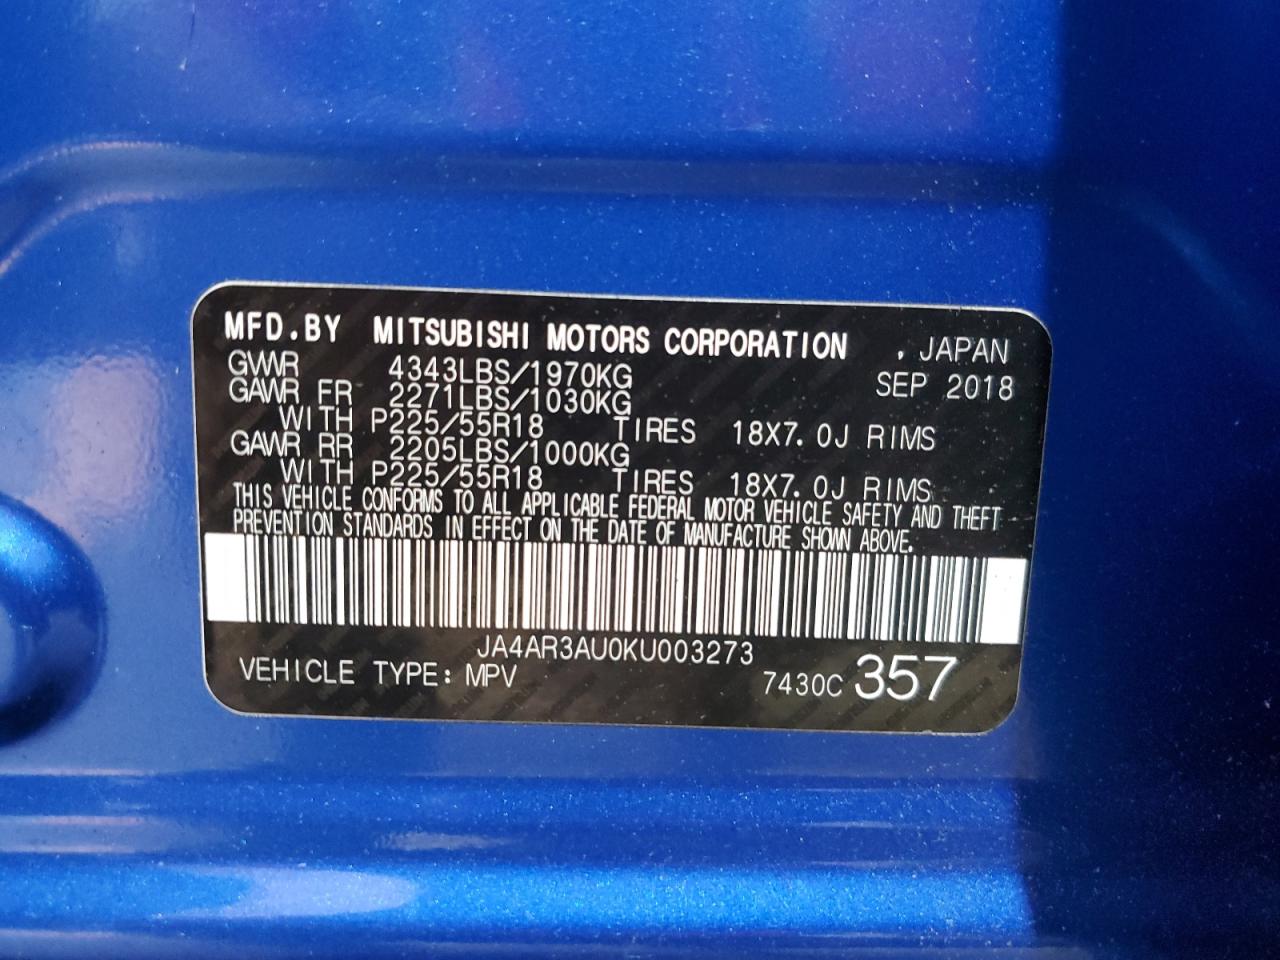 MFD.BY MITSUBISHI MOTORS CORPORATION , JAPAN
GVWR 4343LBS/1970KG SEP 2018
GAWR FR 2271LBS/1030KG
WITH P225/55R18 TIRES 18X7.0J RIMS
GAWR RR 2205LBS/1000KG
WITH P225/55R18 TIRES 18X7.0J RIMS
THIS VEHICLE CONFORMS TO ALL APPLICABLE FEDERAL MOTOR VEHICLE SAFETY AND THEFT
PREVENTION STANDARDS IN EFFECT ON THE DATE OF MANUFACTURE SHOWN ABOVE.
JA4AR3AU0KU003273
VEHICLE TYPE: MPV 7430C 357